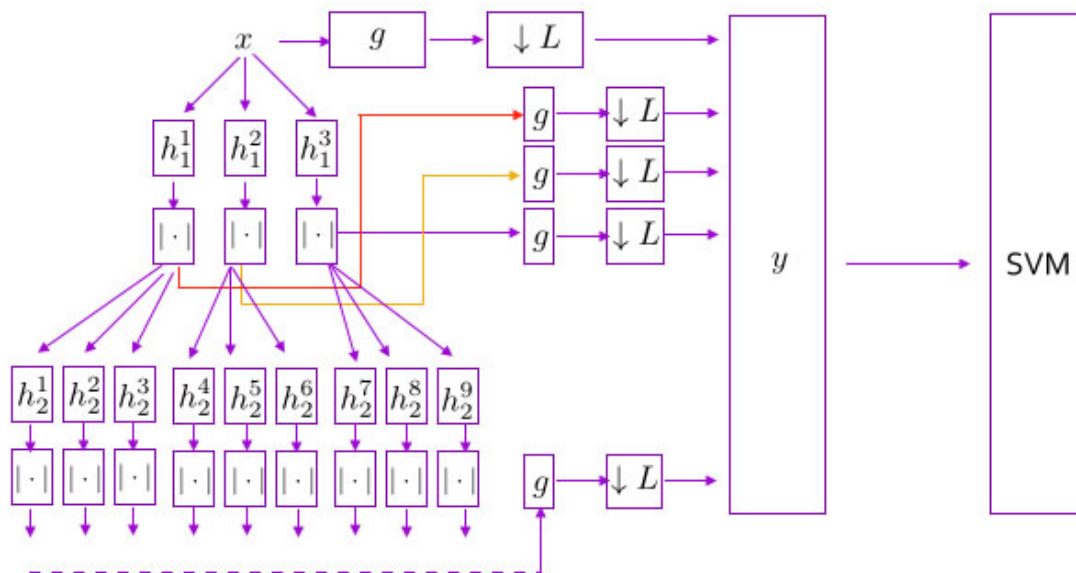 x g ↓ L
h_1^1 h_1^2 h_1^3 g ↓ L
g ↓ L
|·| |·| |·| g ↓ L
y SVM
h_2^1 h_2^2 h_2^3 h_2^4 h_2^5 h_2^6 h_2^7 h_2^8 h_2^9
|·| |·| |·| |·| |·| |·| |·| |·| |·| g ↓ L